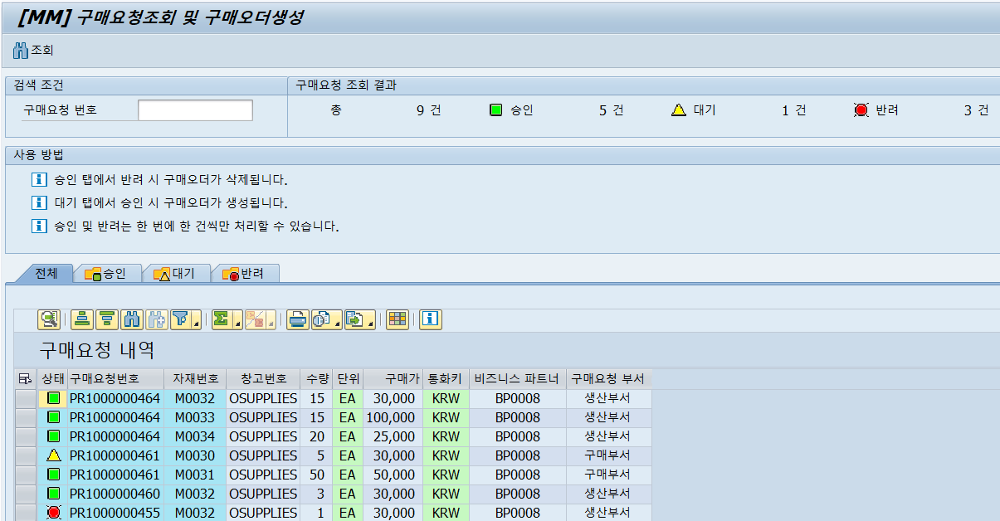 [MM] 구매요청조회 및 구매오더생성
조회
검색 조건
구매요청 번호
구매요청 조회 결과
총 9 건 승인 5 건 대기 1 건 반려 3 건
사용 방법
승인 탭에서 반려 시 구매오더가 삭제됩니다.
대기 탭에서 승인 시 구매오더가 생성됩니다.
승인 및 반려는 한 번에 한 건씩만 처리할 수 있습니다.
전체 승인 대기 반려
구매요청 내역
상태 구매요청번호 자재번호 창고번호 수량 단위 구매가 통화키 비즈니스 파트너 구매요청 부서
PR1000000464 M0032 OSUPPLIES 15 EA 30,000 KRW BP0008 생산부서
PR1000000464 M0033 OSUPPLIES 15 EA 100,000 KRW BP0008 생산부서
PR1000000464 M0034 OSUPPLIES 20 EA 25,000 KRW BP0008 생산부서
PR1000000461 M0030 OSUPPLIES 5 EA 30,000 KRW BP0008 구매부서
PR1000000461 M0031 OSUPPLIES 50 EA 50,000 KRW BP0008 구매부서
PR1000000460 M0032 OSUPPLIES 3 EA 30,000 KRW BP0008 생산부서
PR1000000455 M0032 OSUPPLIES 1 EA 30,000 KRW BP0008 생산부서